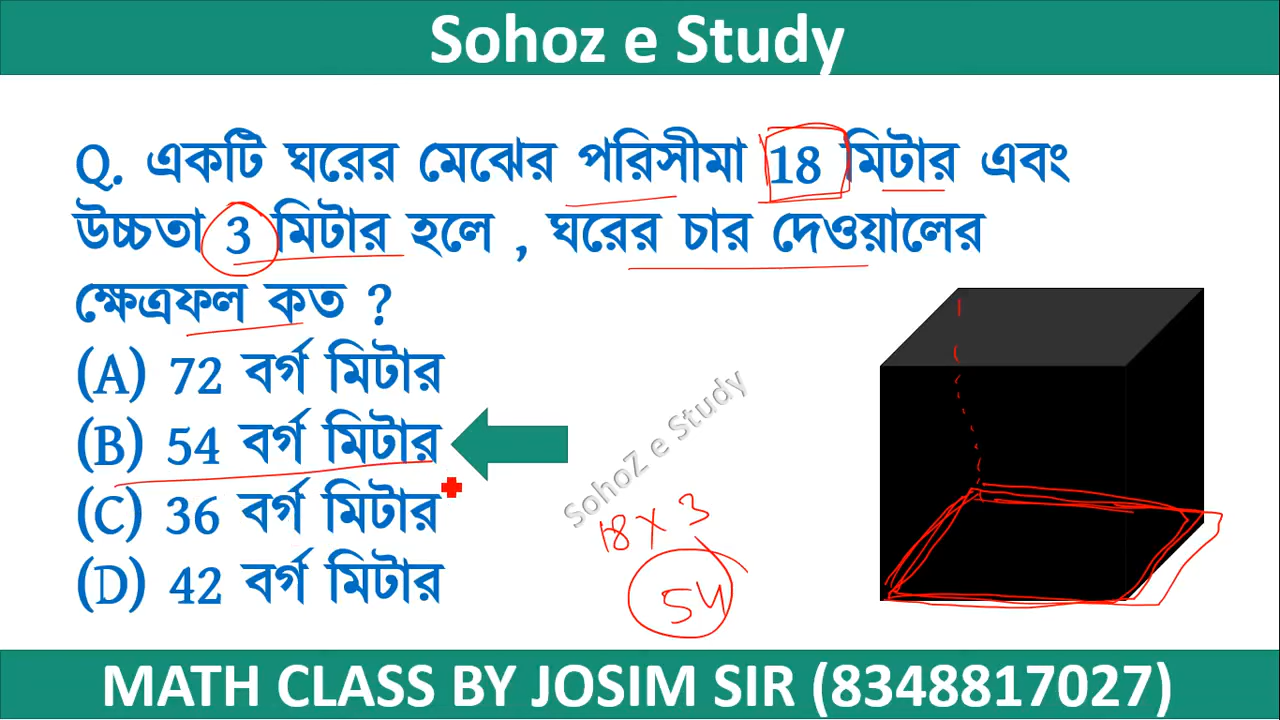 Sohoz e Study
Q. একটি ঘরের মেঝের পরিসীমা 18 মিটার এবং
উচ্চতা 3 মিটার হলে , ঘরের চার দেওয়ালের
ক্ষেত্রফল কত ?
(A) 72 বর্গ মিটার
(B) 54 বর্গ মিটার
(C) 36 বর্গ মিটার
(D) 42 বর্গ মিটার
SohoZ e Study
18 x 3
54
MATH CLASS BY JOSIM SIR (8348817027)